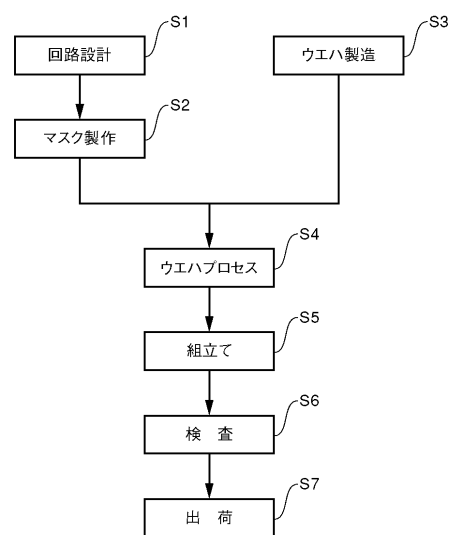 S1
回路設計
S3
ウエハ製造
S2
マスク製作
S4
ウエハプロセス
S5
組立て
S6
検 査
S7
出 荷